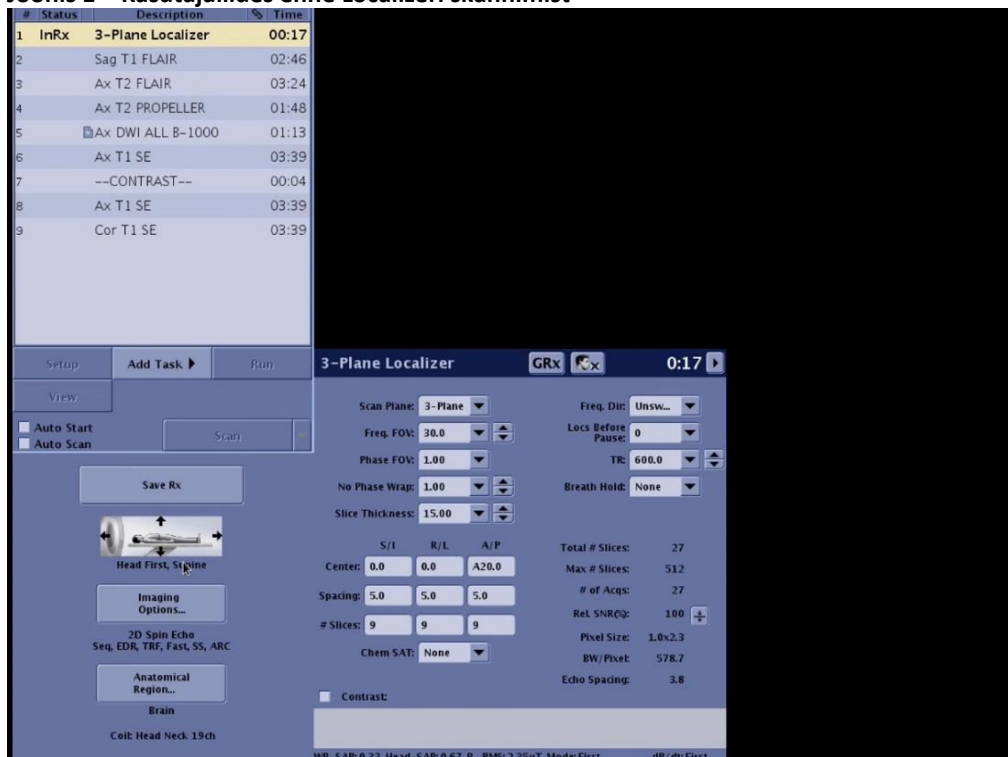 Joonis 2 – Kasutajaliides enne Localizeri skannimist
# Status Description Time
1 InRx 3-Plane Localizer 00:17
2 Sag T1 FLAIR 02:46
3 Ax T2 FLAIR 03:24
4 Ax T2 PROPELLER 01:48
5 Ax DWI ALL B-1000 01:13
6 Ax T1 SE 03:39
7 --CONTRAST-- 00:04
8 Ax T1 SE 03:39
9 Cor T1 SE 03:39
Setup Add Task Run
View
Auto Start
Auto Scan
Scan
Save Rx
Head First, Supine
Imaging
Options...
2D Spin Echo
Seq, EDR, TRF, Fast, SS, ARC
Anatomical
Region...
Brain
Coil: Head Neck 19ch
3-Plane Localizer GRx Rx 0:17
Scan Plane: 3-Plane Freq. Dir: Unsw...
Freq. FOV: 30.0 Locs Before Pause: 0
Phase FOV: 1.00 TR: 600.0
No Phase Wrap: 1.00 Breath Hold: None
Slice Thickness: 15.00
S/I R/L A/P Total # Slices: 27
Center: 0.0 0.0 A20.0 Max # Slices: 512
Spacing: 5.0 5.0 5.0 # of Acqs: 27
# Slices: 9 9 9 Rel. SNR(%): 100
Pixel Size: 1.0x2.3
Chem SAT: None BW/Pixel: 578.7
Echo Spacing: 3.8
Contrast: